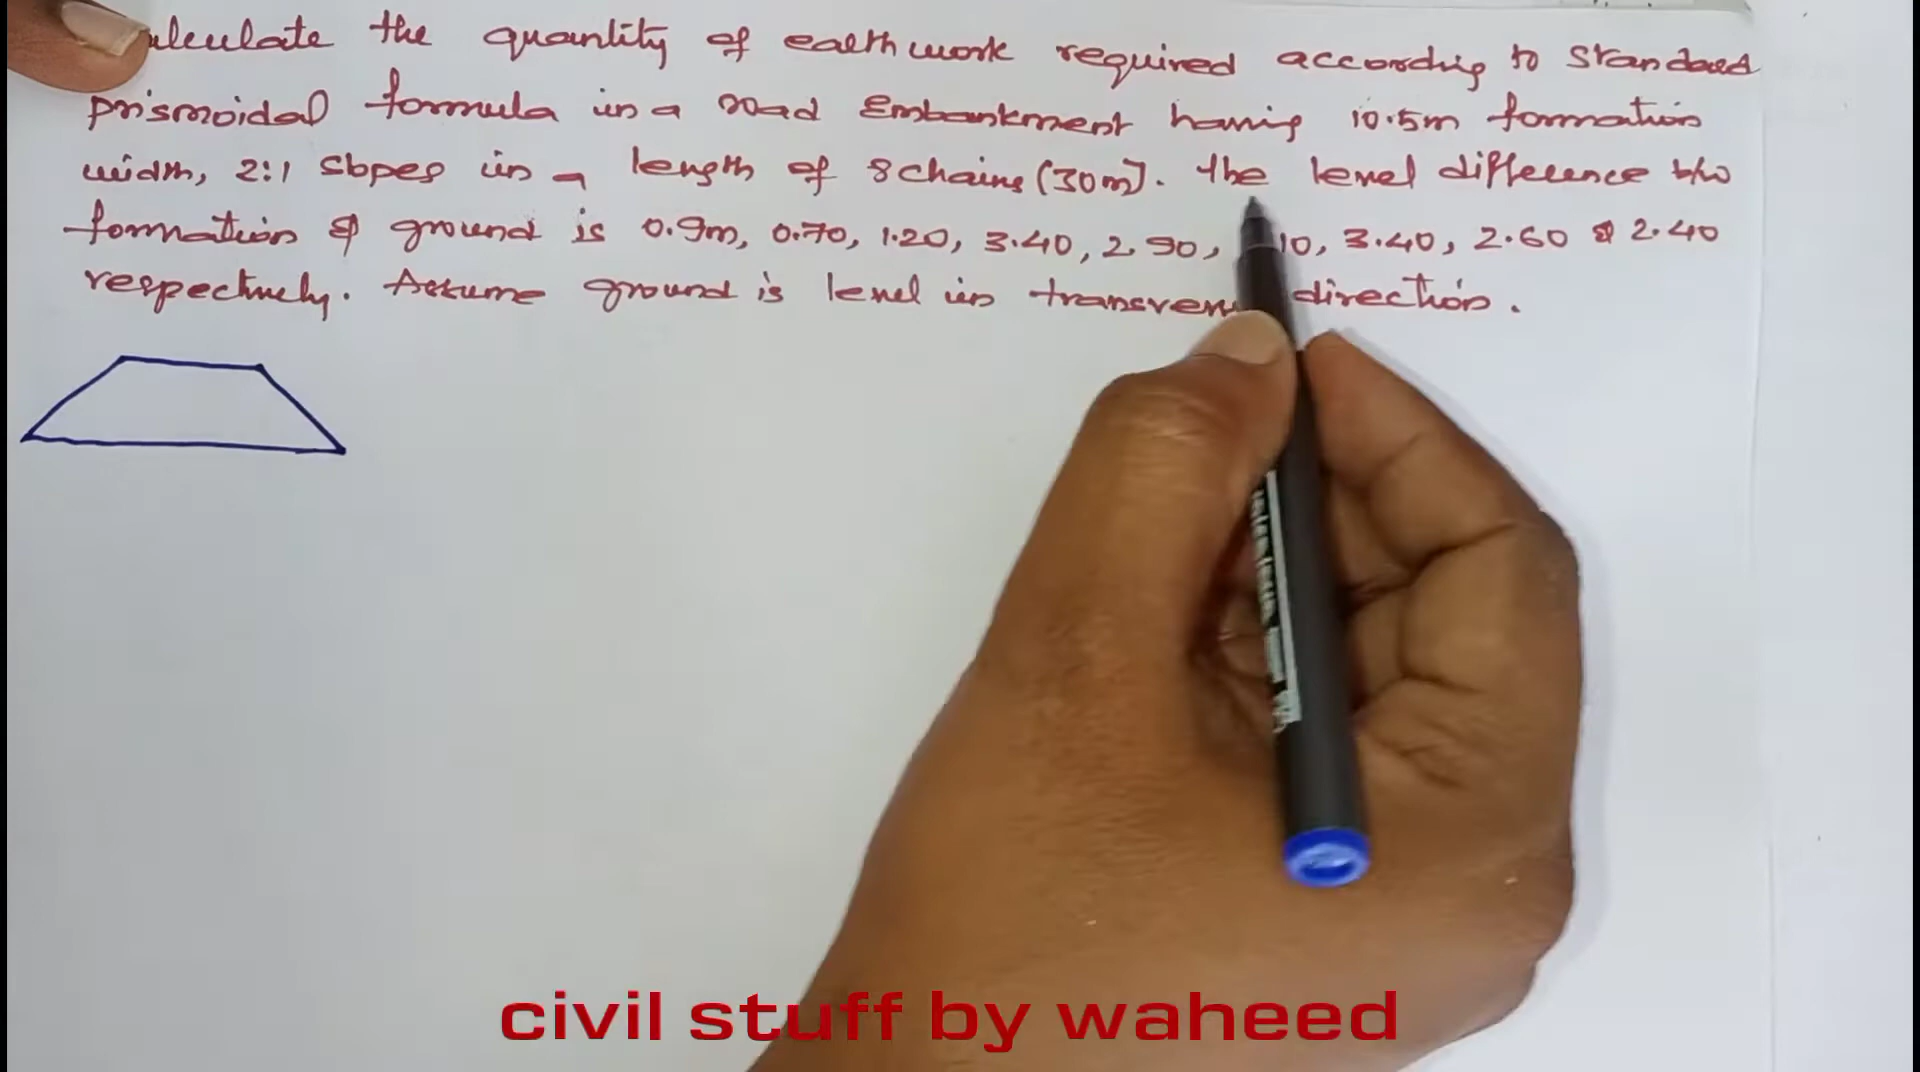 alculate the quantity of earthwork required according to standard
prismoidal formula in a road Embankment having 10.5m formation
width, 2:1 slopes in a length of 8 chains (30m). The level difference b/w
formation & ground is 0.9m, 0.70, 1.20, 3.40, 2.90, 10, 3.40, 2.60 & 2.40
respectively. Assume ground is level in transver direction.
civil stuff by waheed